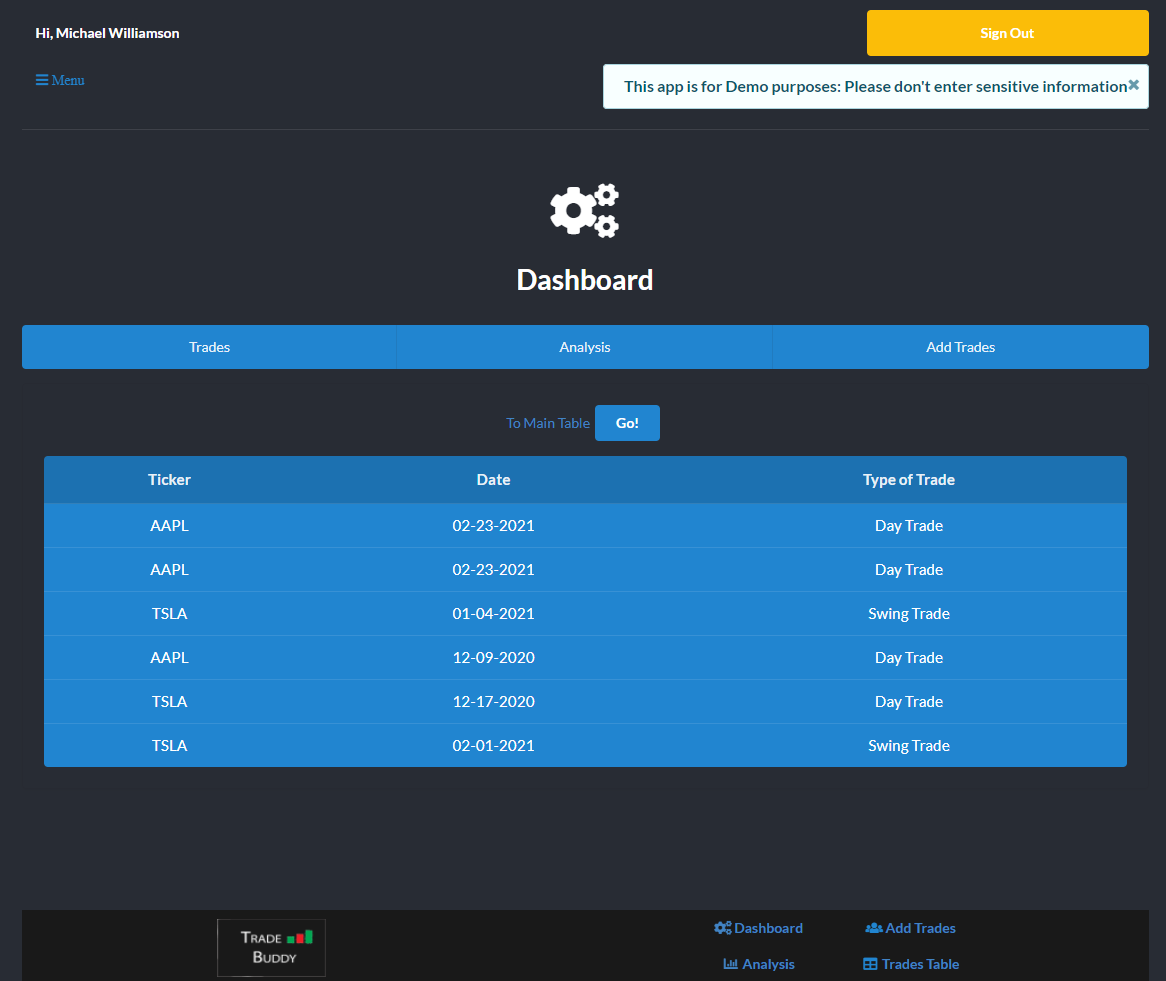 Hi, Michael Williamson
Sign Out
Menu
This app is for Demo purposes: Please don't enter sensitive information
Dashboard
Trades Analysis Add Trades
To Main Table Go!
Ticker Date Type of Trade
AAPL 02-23-2021 Day Trade
AAPL 02-23-2021 Day Trade
TSLA 01-04-2021 Swing Trade
AAPL 12-09-2020 Day Trade
TSLA 12-17-2020 Day Trade
TSLA 02-01-2021 Swing Trade
Trade
Buddy
Dashboard Add Trades
Analysis Trades Table